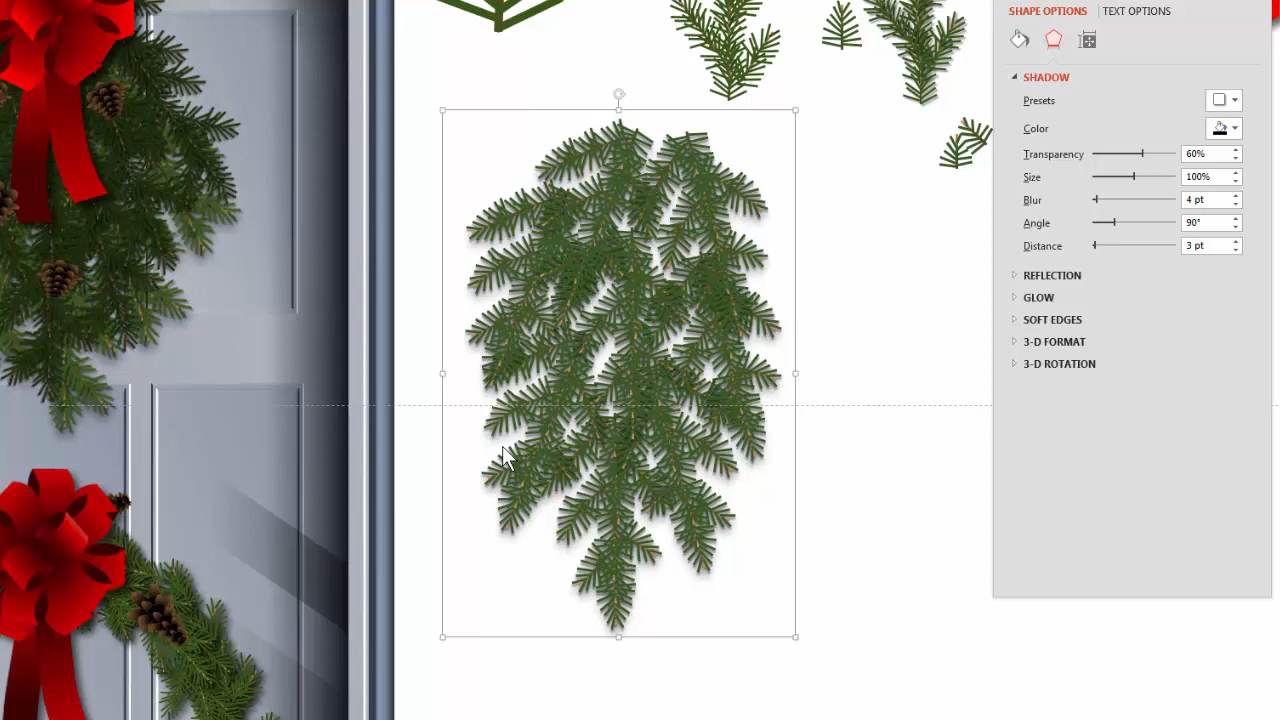 SHAPE OPTIONS TEXT OPTIONS
SHADOW
Presets
Color
Transparency 60%
Size 100%
Blur 4 pt
Angle 90°
Distance 3 pt
REFLECTION
GLOW
SOFT EDGES
3-D FORMAT
3-D ROTATION